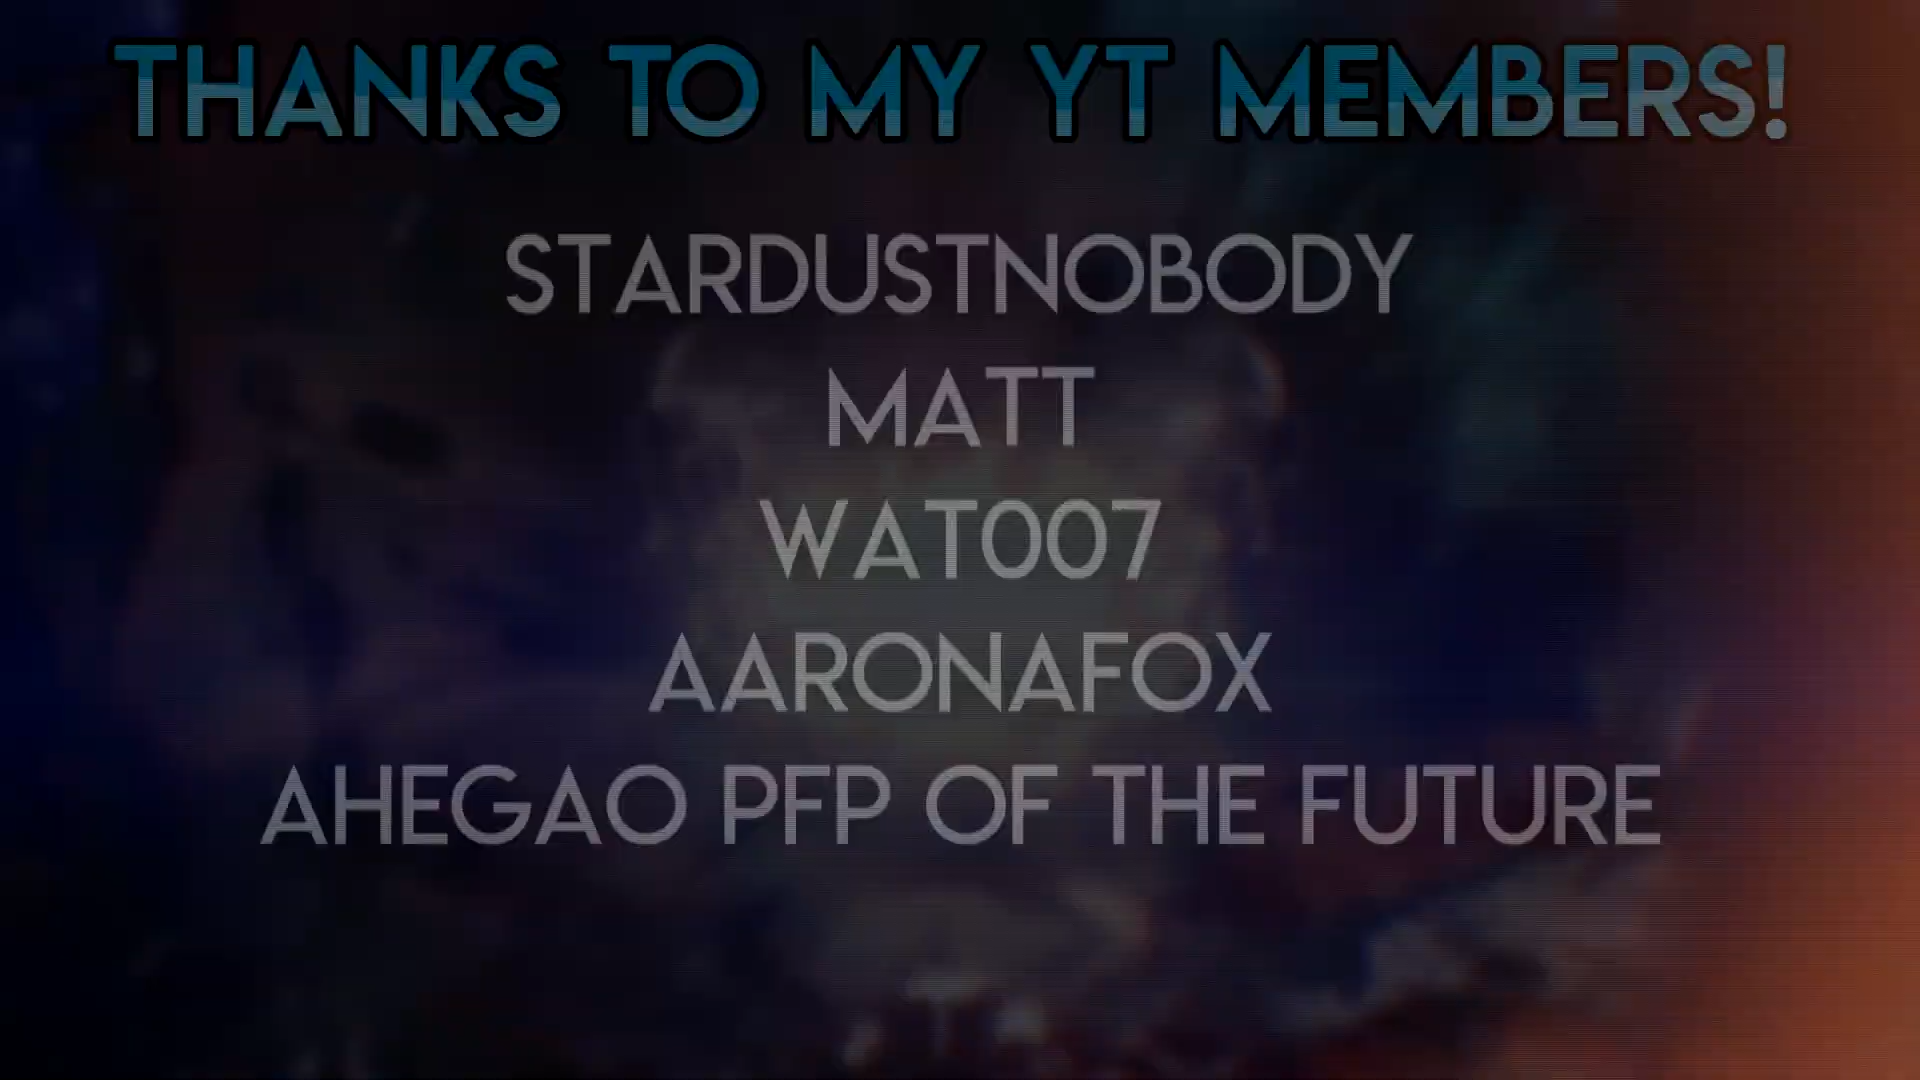 THANKS TO MY YT MEMBERS!
STARDUSTNOBODY
MATT
WAT007
AARONAFOX
AHEGAO PFP OF THE FUTURE